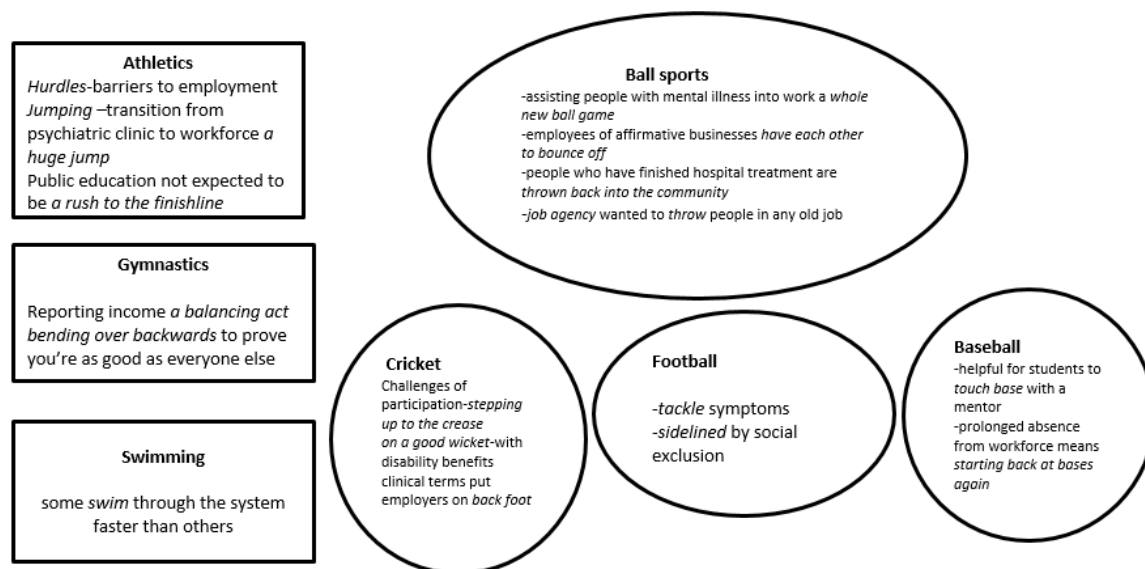 Athletics
Hurdles-barriers to employment
Jumping –transition from
psychiatric clinic to workforce a
huge jump
Public education not expected to
be a rush to the finishline
Gymnastics
Reporting income a balancing act
bending over backwards to prove
you’re as good as everyone else
Swimming
some swim through the system
faster than others
Ball sports
-assisting people with mental illness into work a whole
new ball game
-employees of affirmative businesses have each other
to bounce off
-people who have finished hospital treatment are
thrown back into the community
-job agency wanted to throw people in any old job
Cricket
Challenges of
participation-stepping
up to the crease
on a good wicket-with
disability benefits
clinical terms put
employers on back foot
Football
-tackle symptoms
-sidelined by social
exclusion
Baseball
-helpful for students to
touch base with a
mentor
-prolonged absence
from workforce means
starting back at bases
again